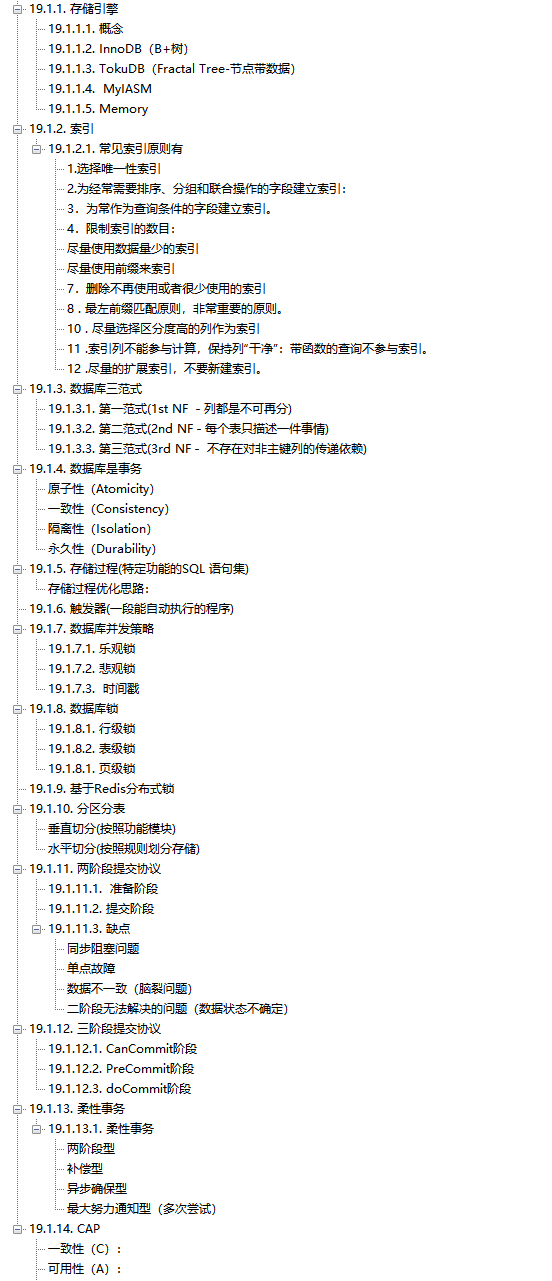 19.1.1. 存储引擎
19.1.1.1. 概念
19.1.1.2. InnoDB（B+树）
19.1.1.3. TokuDB（Fractal Tree-节点带数据）
19.1.1.4. MyIASM
19.1.1.5. Memory
19.1.2. 索引
19.1.2.1. 常见索引原则有
1.选择唯一性索引
2.为经常需要排序、分组和联合操作的字段建立索引：
3．为常作为查询条件的字段建立索引。
4．限制索引的数目：
尽量使用数据量少的索引
尽量使用前缀来索引
7．删除不再使用或者很少使用的索引
8 . 最左前缀匹配原则，非常重要的原则。
10 . 尽量选择区分度高的列作为索引
11 .索引列不能参与计算，保持列“干净”：带函数的查询不参与索引。
12 .尽量的扩展索引，不要新建索引。
19.1.3. 数据库三范式
19.1.3.1. 第一范式(1st NF －列都是不可再分)
19.1.3.2. 第二范式(2nd NF－每个表只描述一件事情)
19.1.3.3. 第三范式(3rd NF－ 不存在对非主键列的传递依赖)
19.1.4. 数据库是事务
原子性（Atomicity）
一致性（Consistency）
隔离性（Isolation）
永久性（Durability）
19.1.5. 存储过程(特定功能的SQL 语句集)
存储过程优化思路：
19.1.6. 触发器(一段能自动执行的程序)
19.1.7. 数据库并发策略
19.1.7.1. 乐观锁
19.1.7.2. 悲观锁
19.1.7.3. 时间戳
19.1.8. 数据库锁
19.1.8.1. 行级锁
19.1.8.2. 表级锁
19.1.8.1. 页级锁
19.1.9. 基于Redis分布式锁
19.1.10. 分区分表
垂直切分(按照功能模块)
水平切分(按照规则划分存储)
19.1.11. 两阶段提交协议
19.1.11.1. 准备阶段
19.1.11.2. 提交阶段
19.1.11.3. 缺点
同步阻塞问题
单点故障
数据不一致（脑裂问题）
二阶段无法解决的问题（数据状态不确定）
19.1.12. 三阶段提交协议
19.1.12.1. CanCommit阶段
19.1.12.2. PreCommit阶段
19.1.12.3. doCommit阶段
19.1.13. 柔性事务
19.1.13.1. 柔性事务
两阶段型
补偿型
异步确保型
最大努力通知型（多次尝试）
19.1.14. CAP
一致性（C）：
可用性（A）：